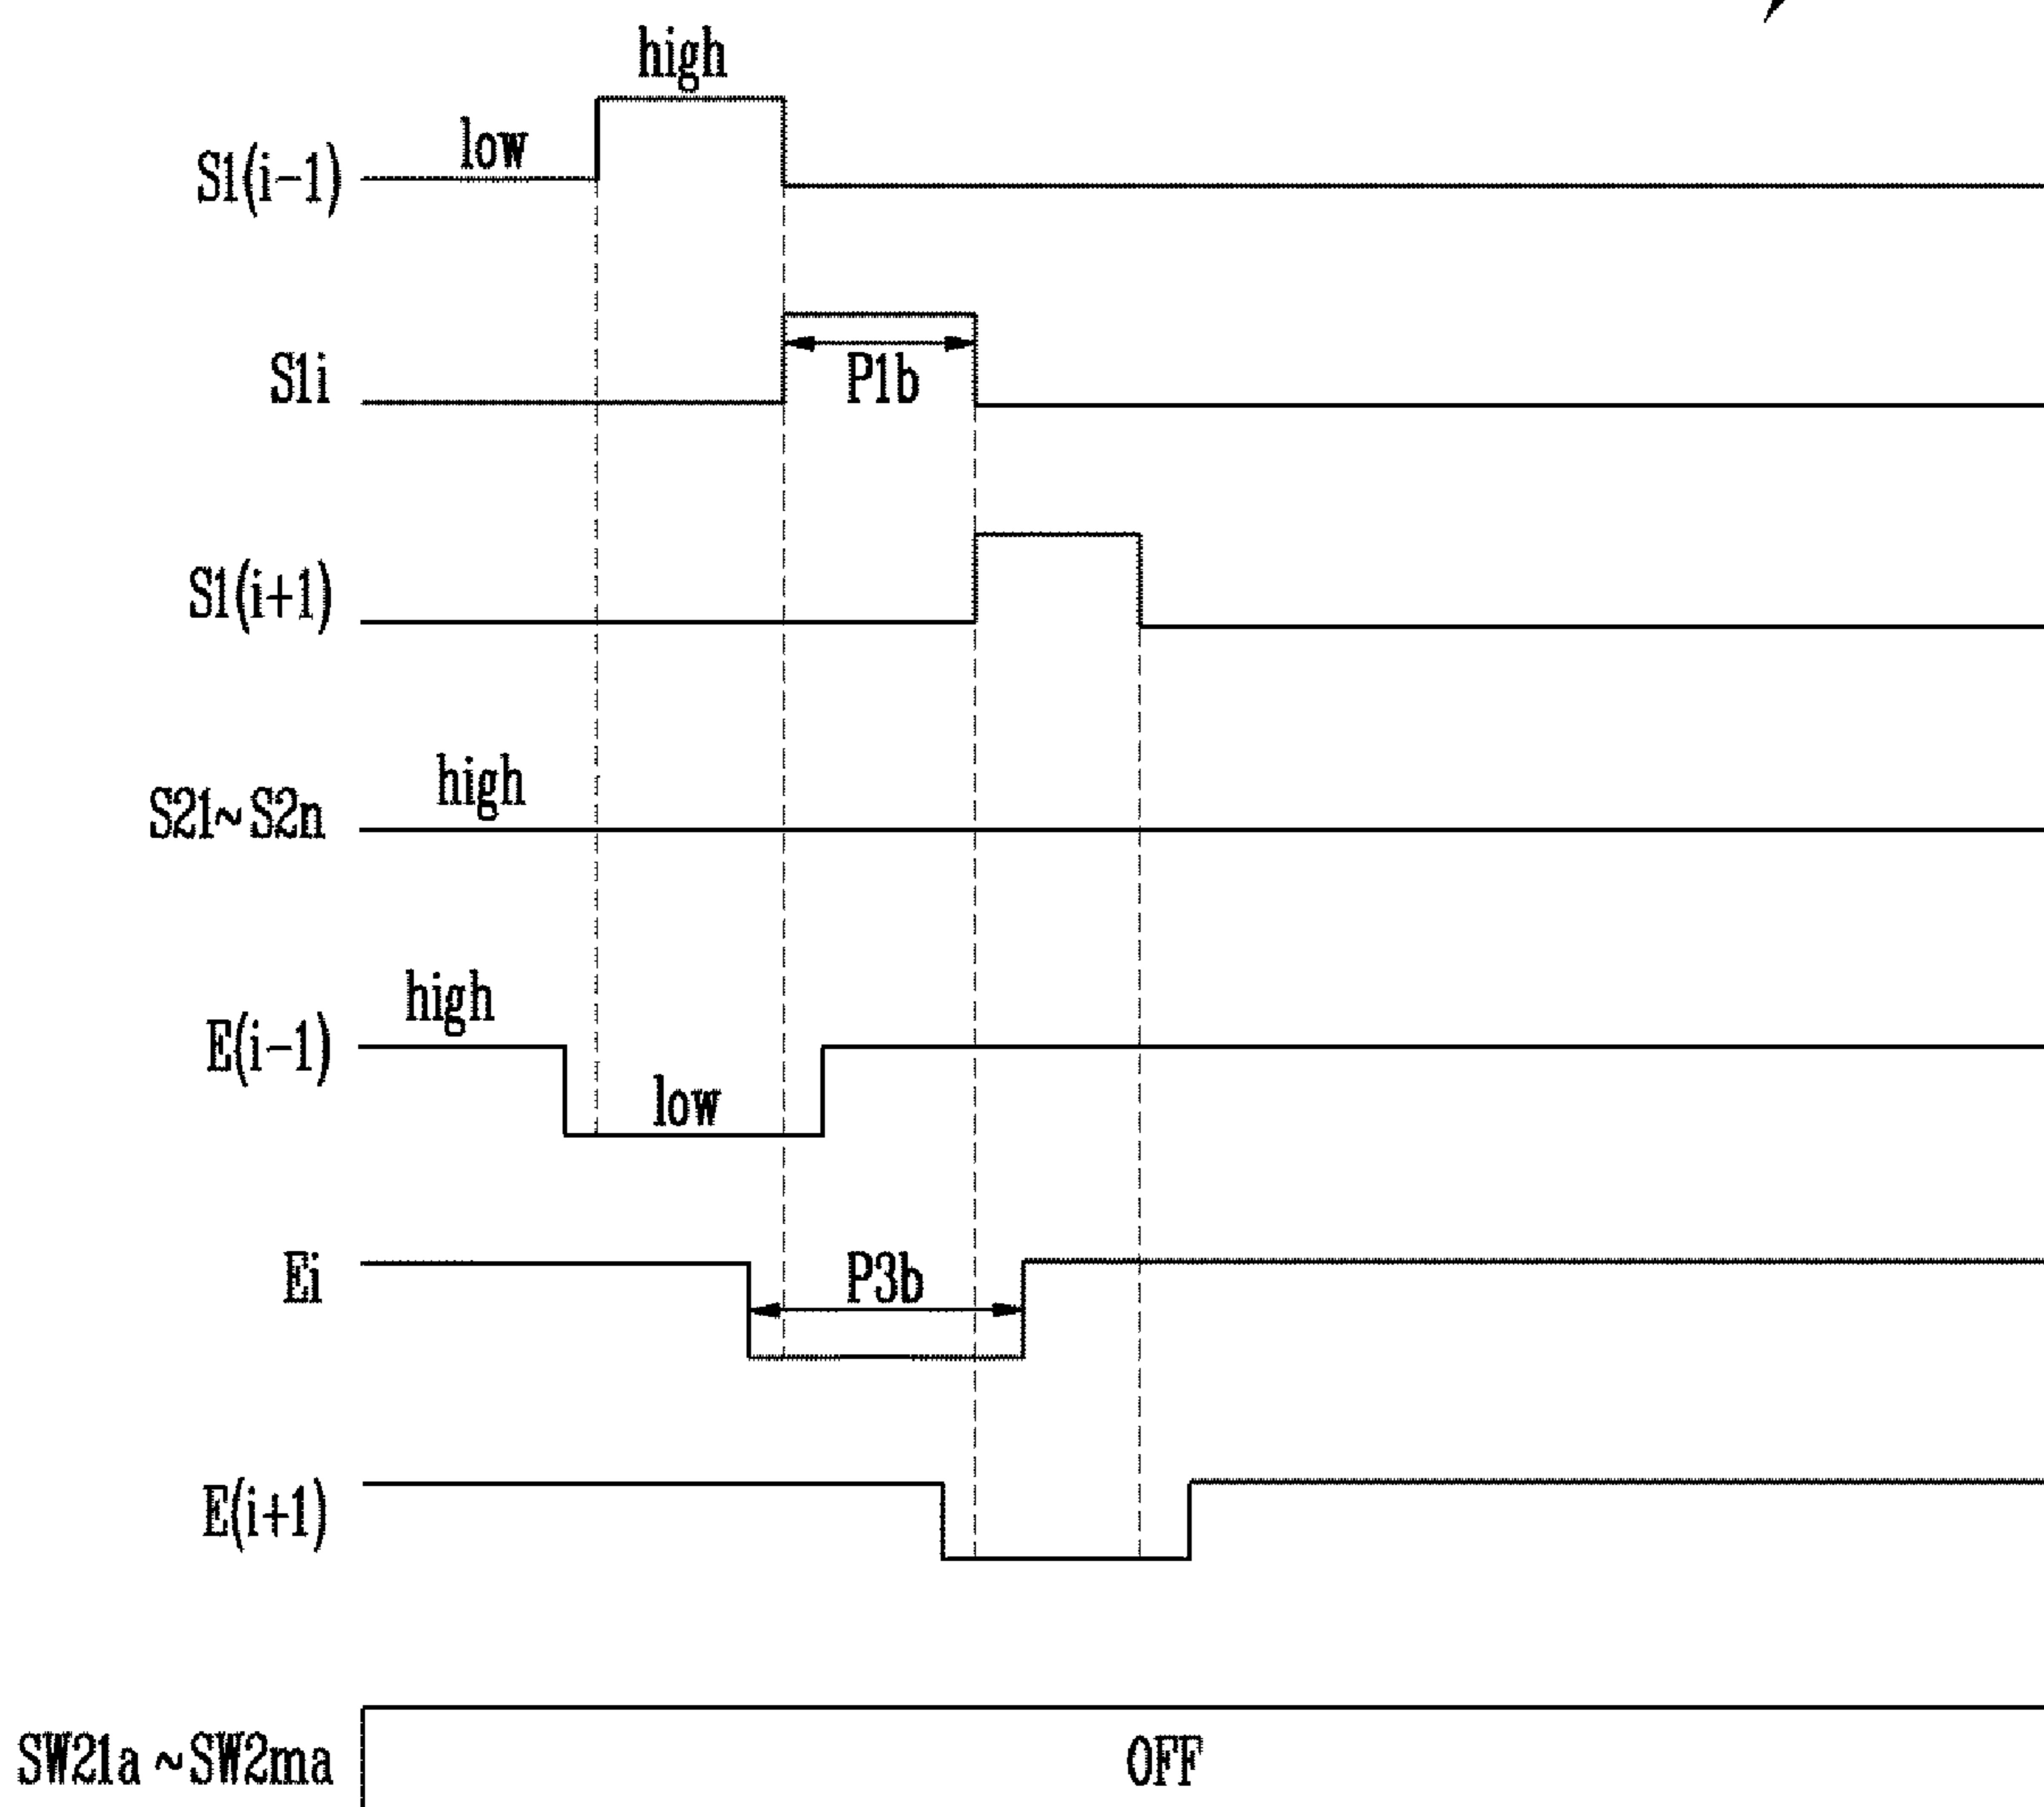 high
low
S1(i-1)
S1i
P1b
S1(i+1)
high
S21~S2n
high
E(i-1)
low
Ei
P3b
E(i+1)
SW21a ~SW2ma
OFF